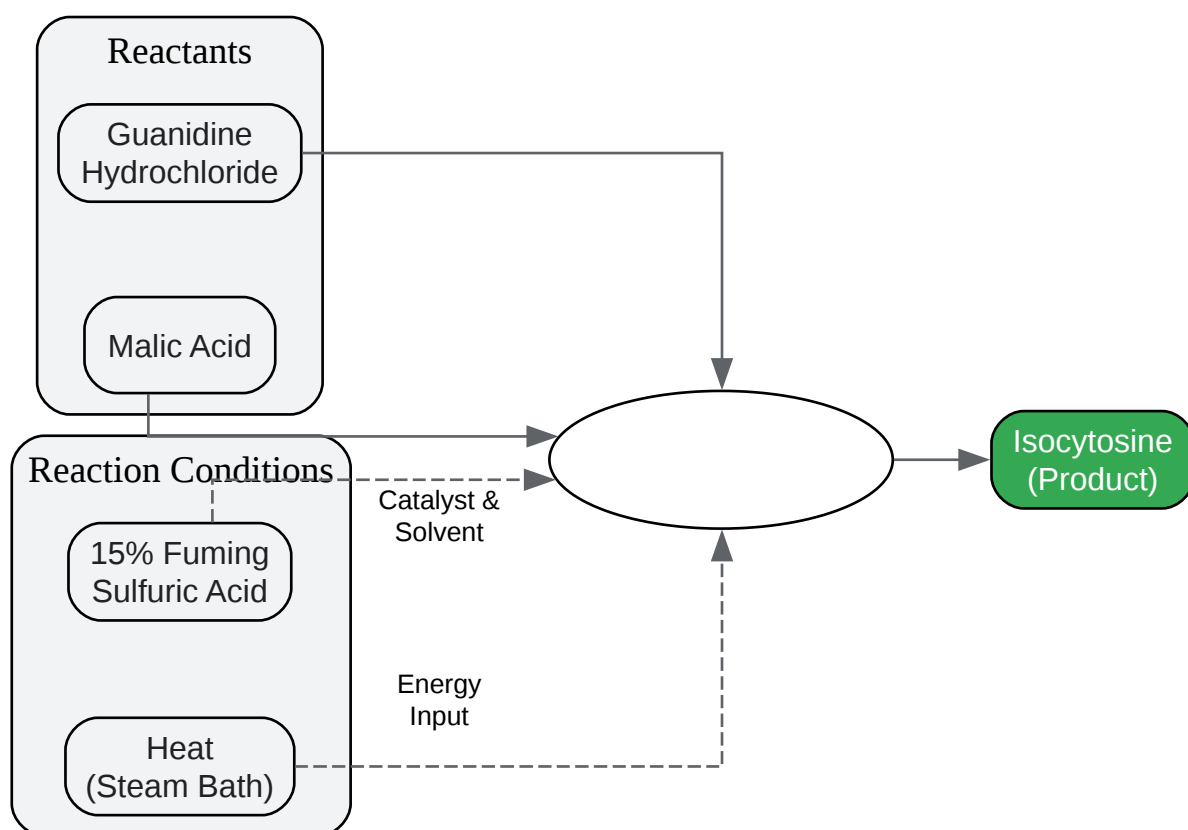 Reactants
Guanidine
Hydrochloride
Malic Acid
Reaction Conditions
Catalyst &
Solvent
15% Fuming
Sulfuric Acid
Energy
Input
Heat
(Steam Bath)
Isocytosine
(Product)